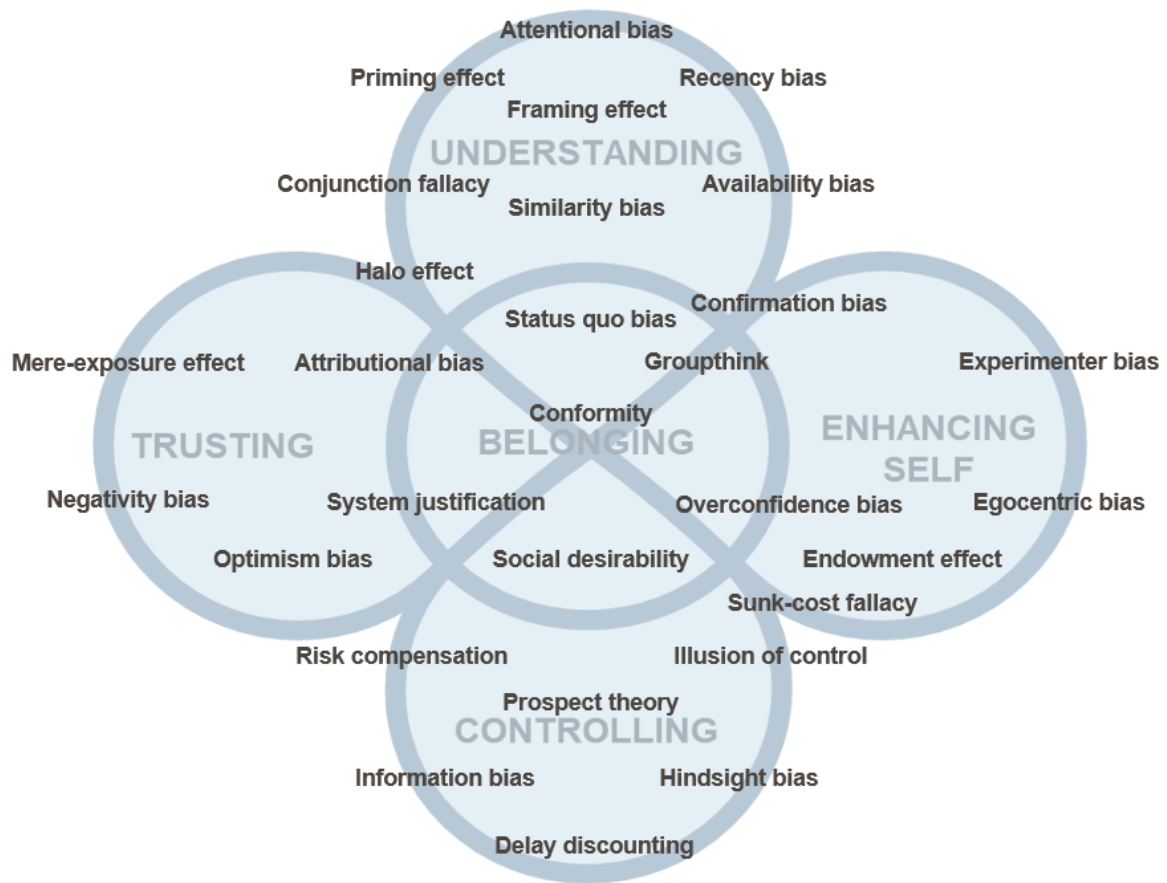 Attentional bias
Priming effect
Recency bias
Framing effect
UNDERSTANDING
Conjunction fallacy
Availability bias
Similarity bias
Halo effect
Confirmation bias
Status quo bias
Mere-exposure effect
Attributional bias
Groupthink
Experimenter bias
Conformity
TRUSTING
BELONGING
ENHANCING
SELF
Negativity bias
System justification
Overconfidence bias
Egocentric bias
Optimism bias
Social desirability
Endowment effect
Sunk-cost fallacy
Risk compensation
Illusion of control
Prospect theory
CONTROLLING
Information bias
Hindsight bias
Delay discounting